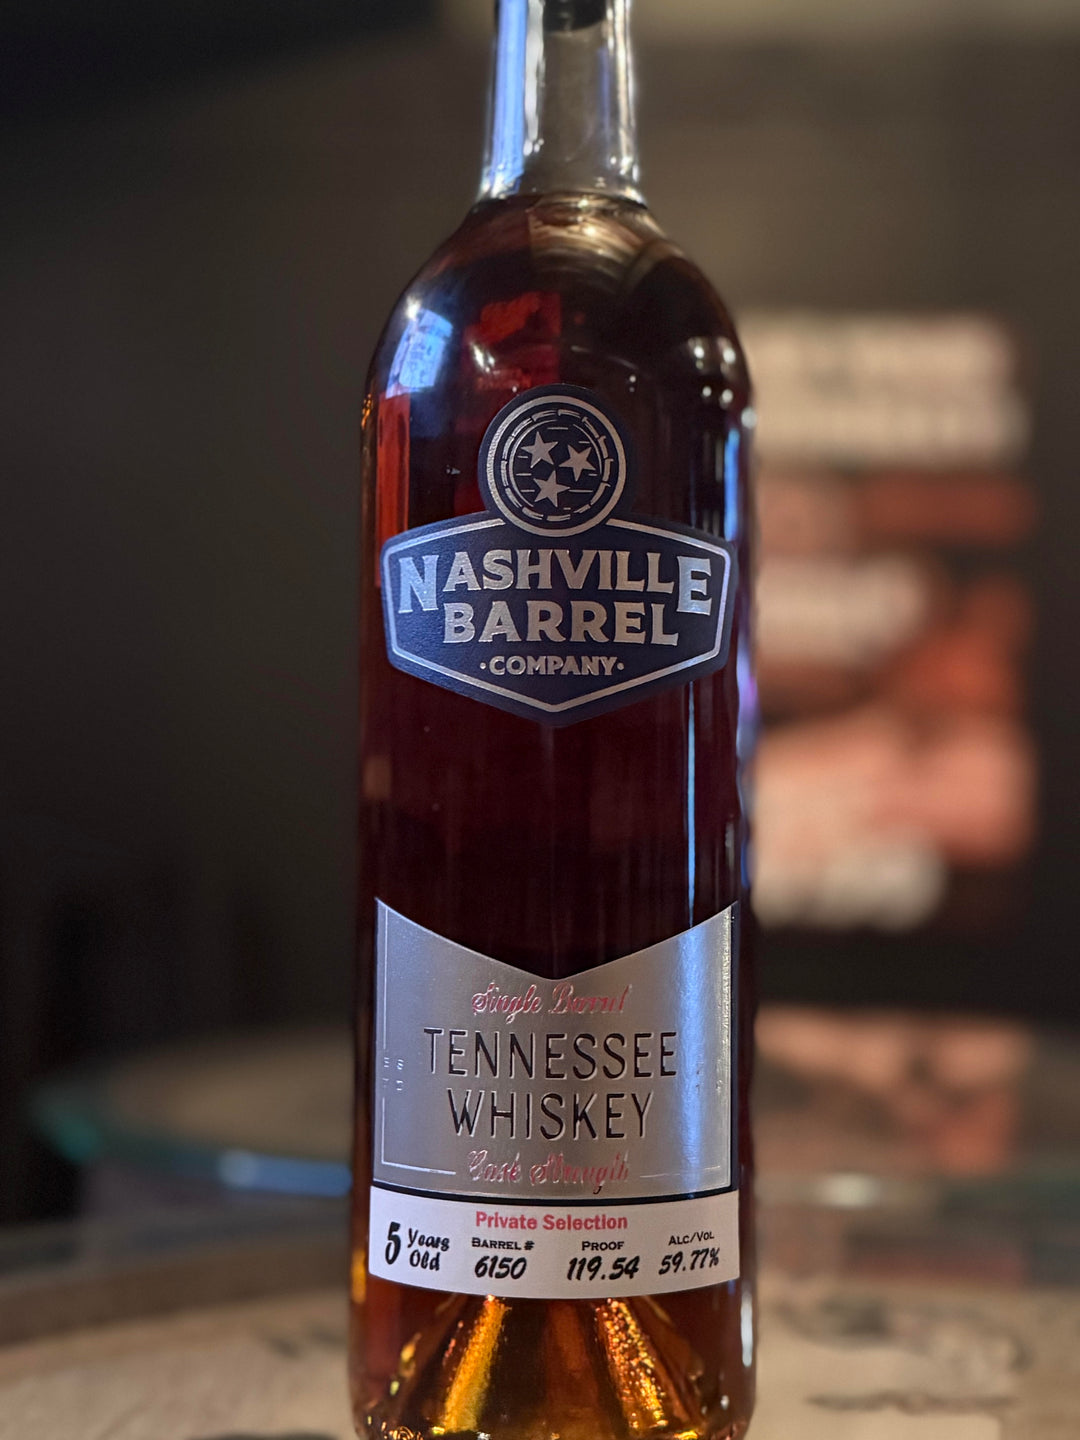 NASHVILLE
BARREL
·COMPANY·
Single Barrel
TENNESSEE
WHISKEY
Cask Strength
Private Selection
5 Years Old
BARREL # 6150
PROOF 119.54
ALC/VOL 59.77%